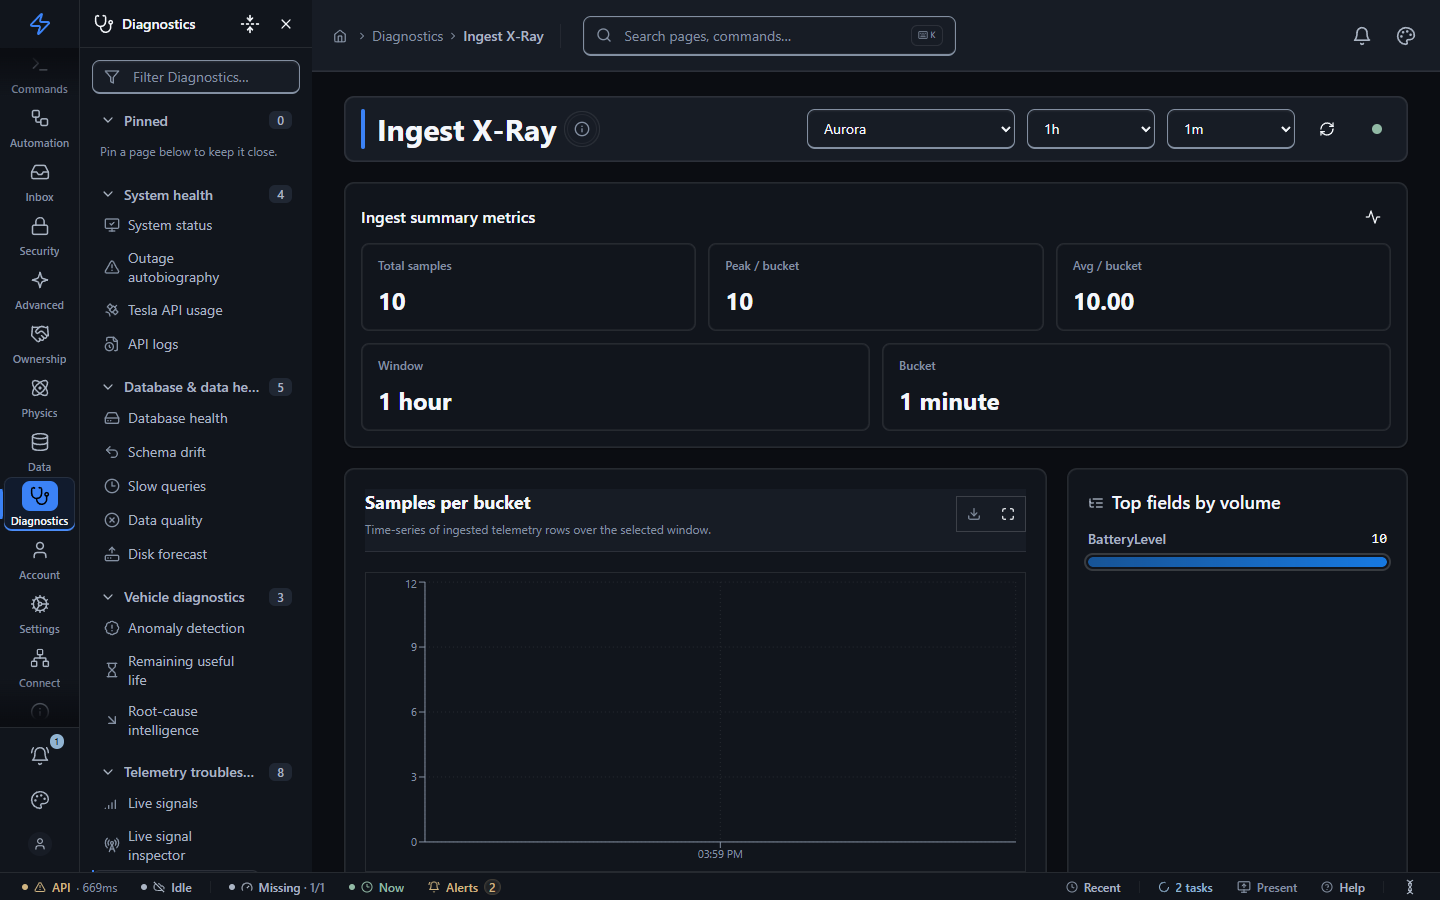 Diagnostics
Diagnostics
Ingest X-Ray
Search pages, commands...
K
Commands
Automation
Inbox
Security
Advanced
Ownership
Physics
Data
Diagnostics
Account
Settings
Connect
1
Filter Diagnostics...
Pinned
0
Pin a page below to keep it close.
System health
4
System status
Outage
autobiography
Tesla API usage
API logs
Database & data he...
5
Database health
Schema drift
Slow queries
Data quality
Disk forecast
Vehicle diagnostics
3
Anomaly detection
Remaining useful
life
Root-cause
intelligence
Telemetry troubles...
8
Live signals
Live signal
inspector
Ingest X-Ray
Aurora
1h
1m
Ingest summary metrics
Total samples
10
Peak / bucket
10
Avg / bucket
10.00
Window
1 hour
Bucket
1 minute
Samples per bucket
Time-series of ingested telemetry rows over the selected window.
12
9
6
3
0
03:59 PM
Top fields by volume
BatteryLevel
10
API · 669ms
Idle
Missing · 1/1
Now
Alerts
2
Recent
2 tasks
Present
Help